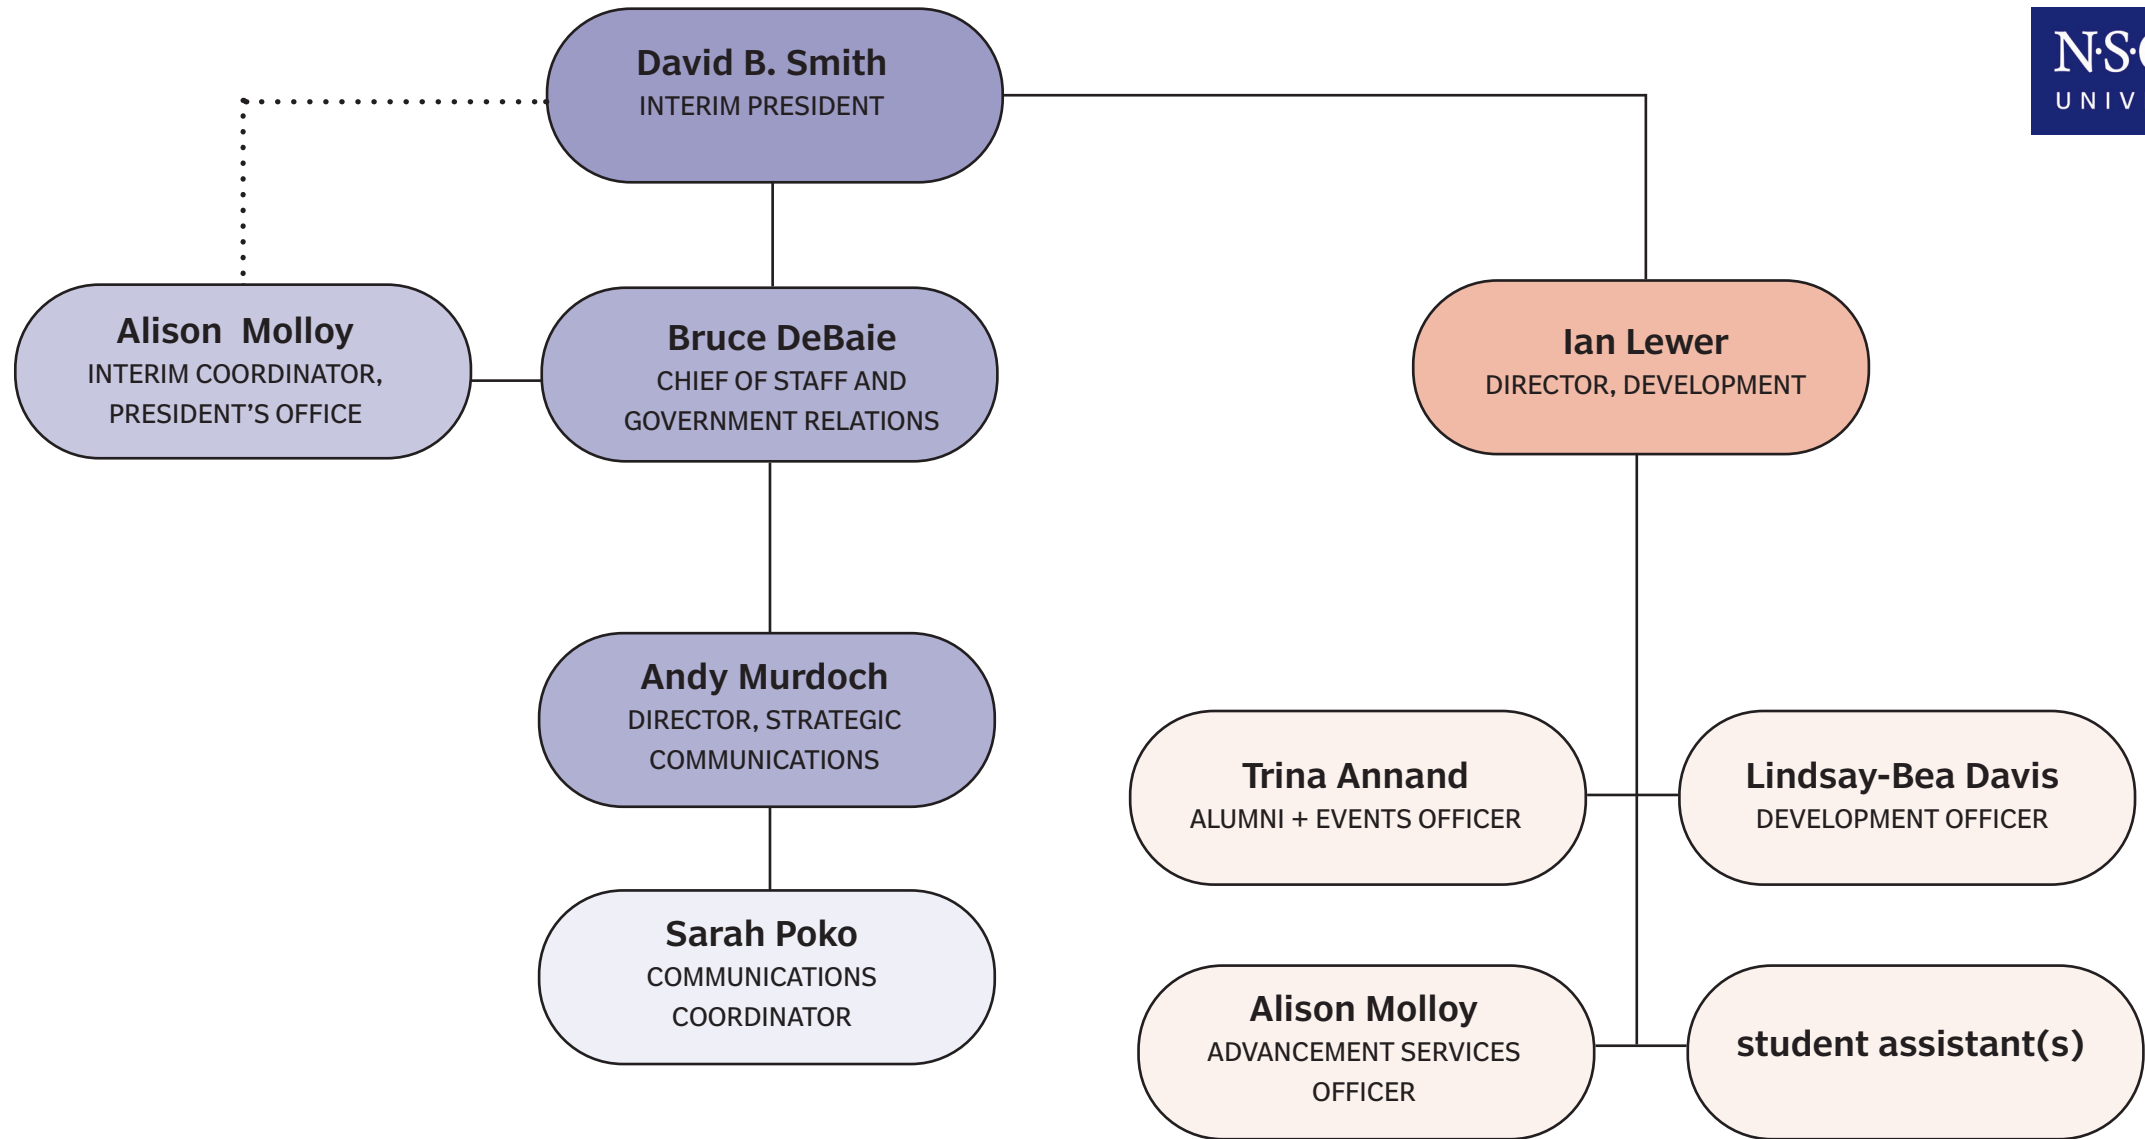 David B. Smith
INTERIM PRESIDENT
Alison Molloy
INTERIM COORDINATOR,
PRESIDENT’S OFFICE
Bruce DeBaie
CHIEF OF STAFF AND
GOVERNMENT RELATIONS
Ian Lewer
DIRECTOR, DEVELOPMENT
Andy Murdoch
DIRECTOR, STRATEGIC
COMMUNICATIONS
Trina Annand
ALUMNI + EVENTS OFFICER
Lindsay-Bea Davis
DEVELOPMENT OFFICER
Sarah Poko
COMMUNICATIONS
COORDINATOR
Alison Molloy
ADVANCEMENT SERVICES
OFFICER
student assistant(s)